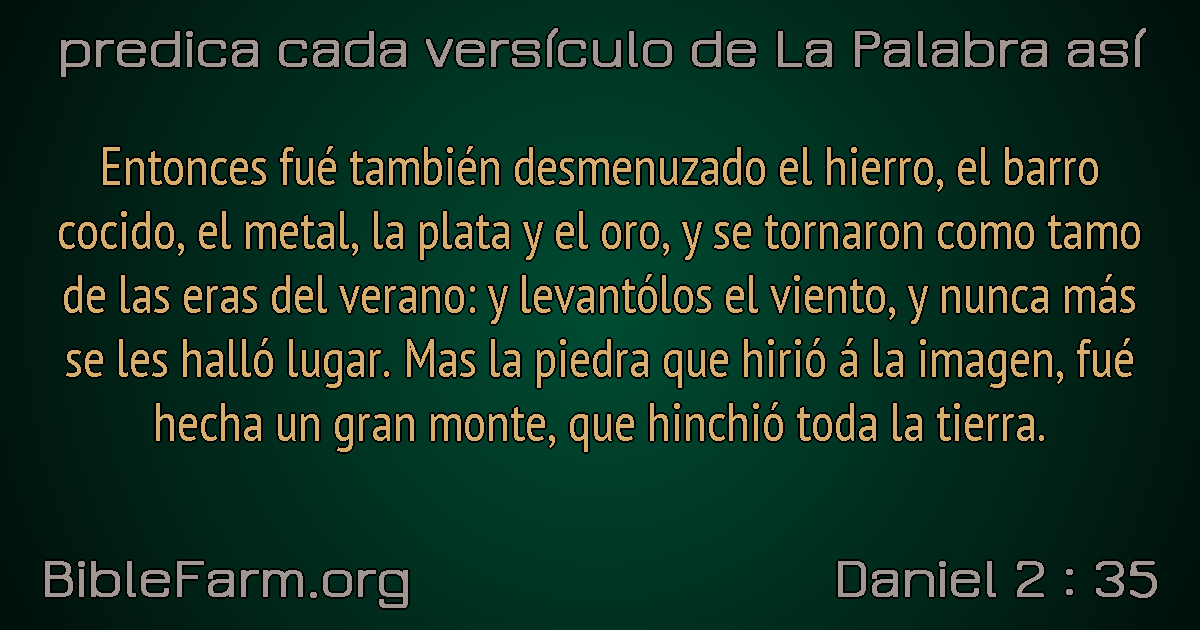 predica cada versículo de La Palabra así
Entonces fué también desmenuzado el hierro, el barro
cocido, el metal, la plata y el oro, y se tornaron como tamo
de las eras del verano: y levantólos el viento, y nunca más
se les halló lugar. Mas la piedra que hirió á la imagen, fué
hecha un gran monte, que hinchió toda la tierra.
BibleFarm.org
Daniel 2 : 35